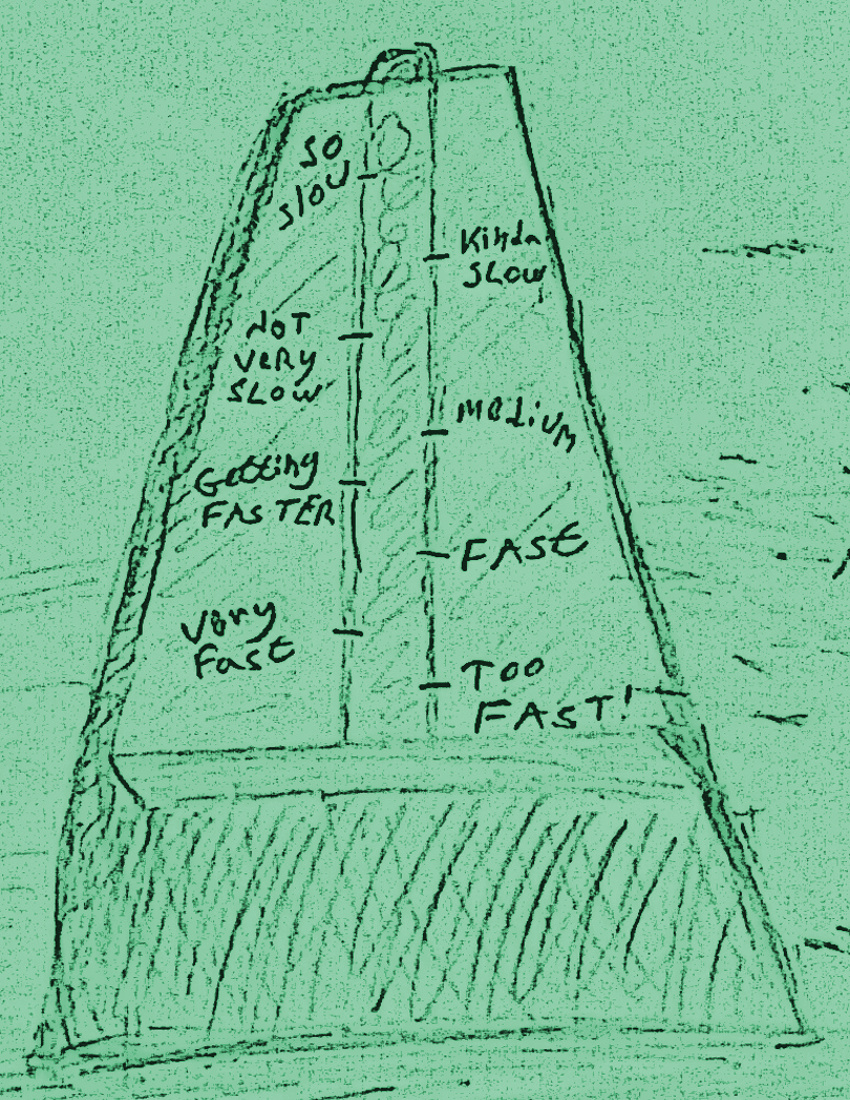 SO
SLOW
Kinda
SLOW
NOT
VERY
SLOW
MEDIUM
Getting
FASTER
FAST
Very
Fast
TOO
FAST!